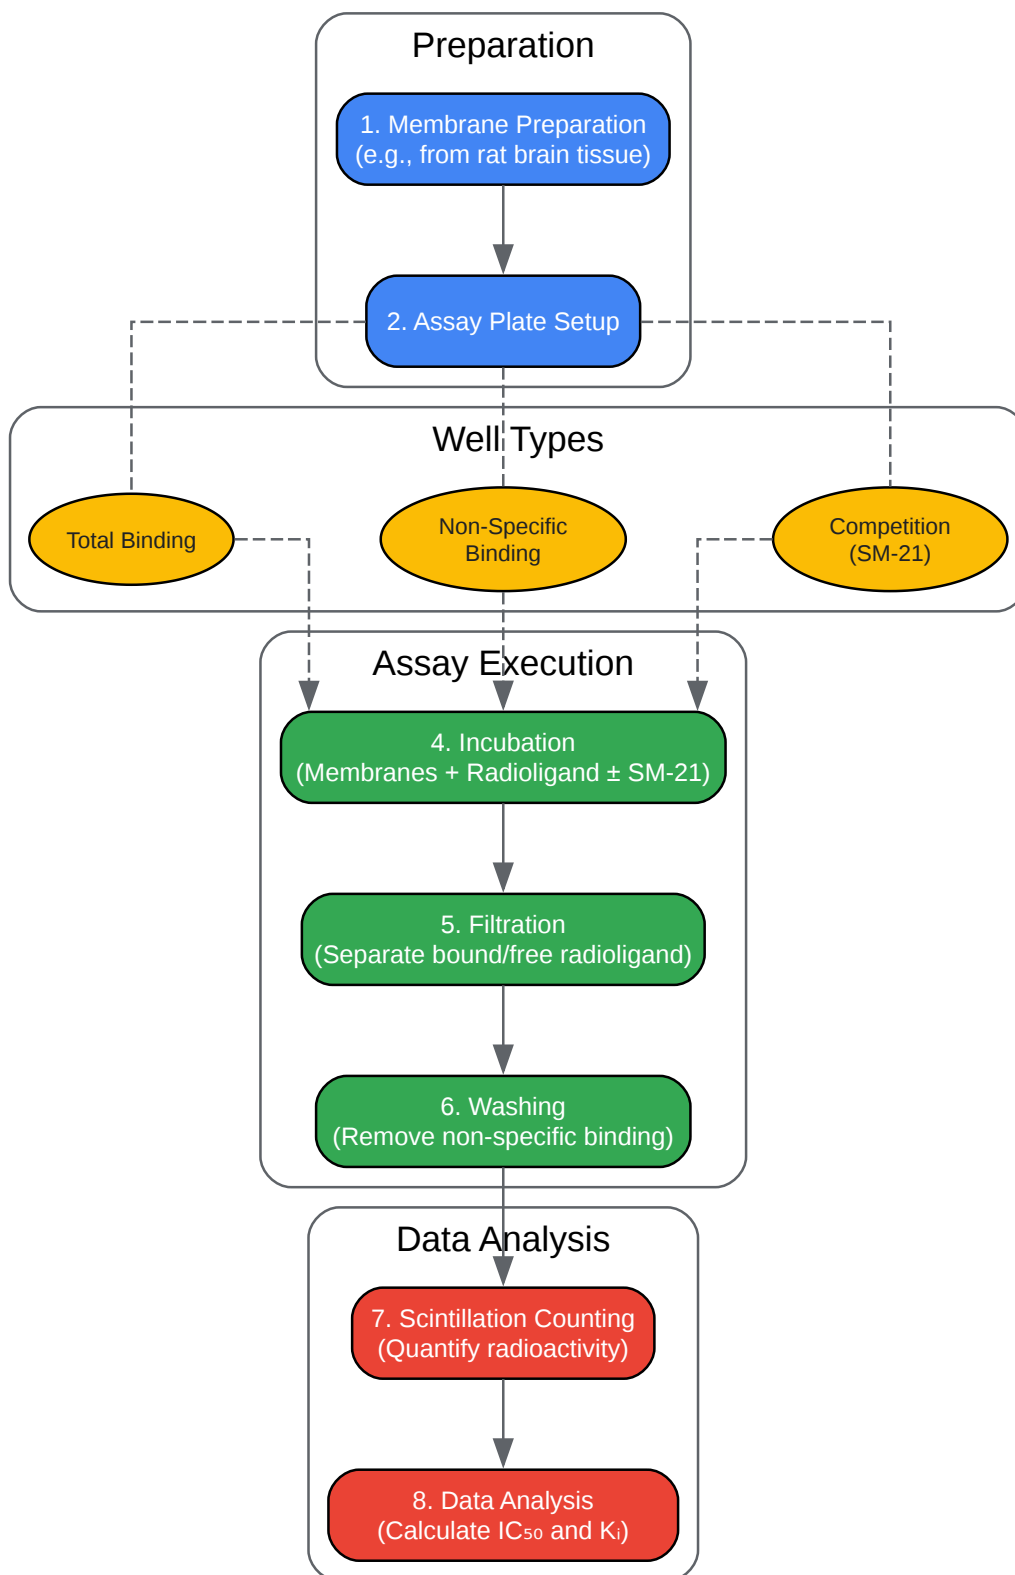 Preparation
1. Membrane Preparation
(e.g., from rat brain tissue)
2. Assay Plate Setup
Well Types
Total Binding
Non-Specific
Binding
Competition
(SM-21)
Assay Execution
4. Incubation
(Membranes + Radioligand ± SM-21)
5. Filtration
(Separate bound/free radioligand)
6. Washing
(Remove non-specific binding)
Data Analysis
7. Scintillation Counting
(Quantify radioactivity)
8. Data Analysis
(Calculate IC₅₀ and Kᵢ)